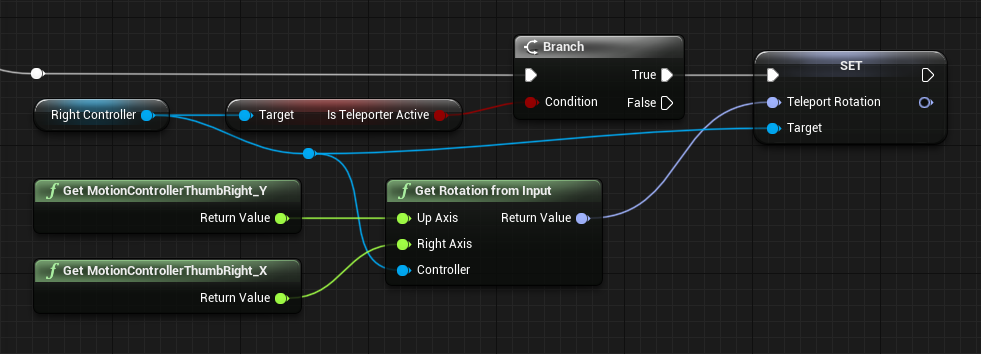 Branch
True
Condition
False
SET
Teleport Rotation
Target
Right Controller
Target
Is Teleporter Active
f Get MotionControllerThumbRight_Y
Return Value
f Get MotionControllerThumbRight_X
Return Value
f Get Rotation from Input
Up Axis
Return Value
Right Axis
Controller